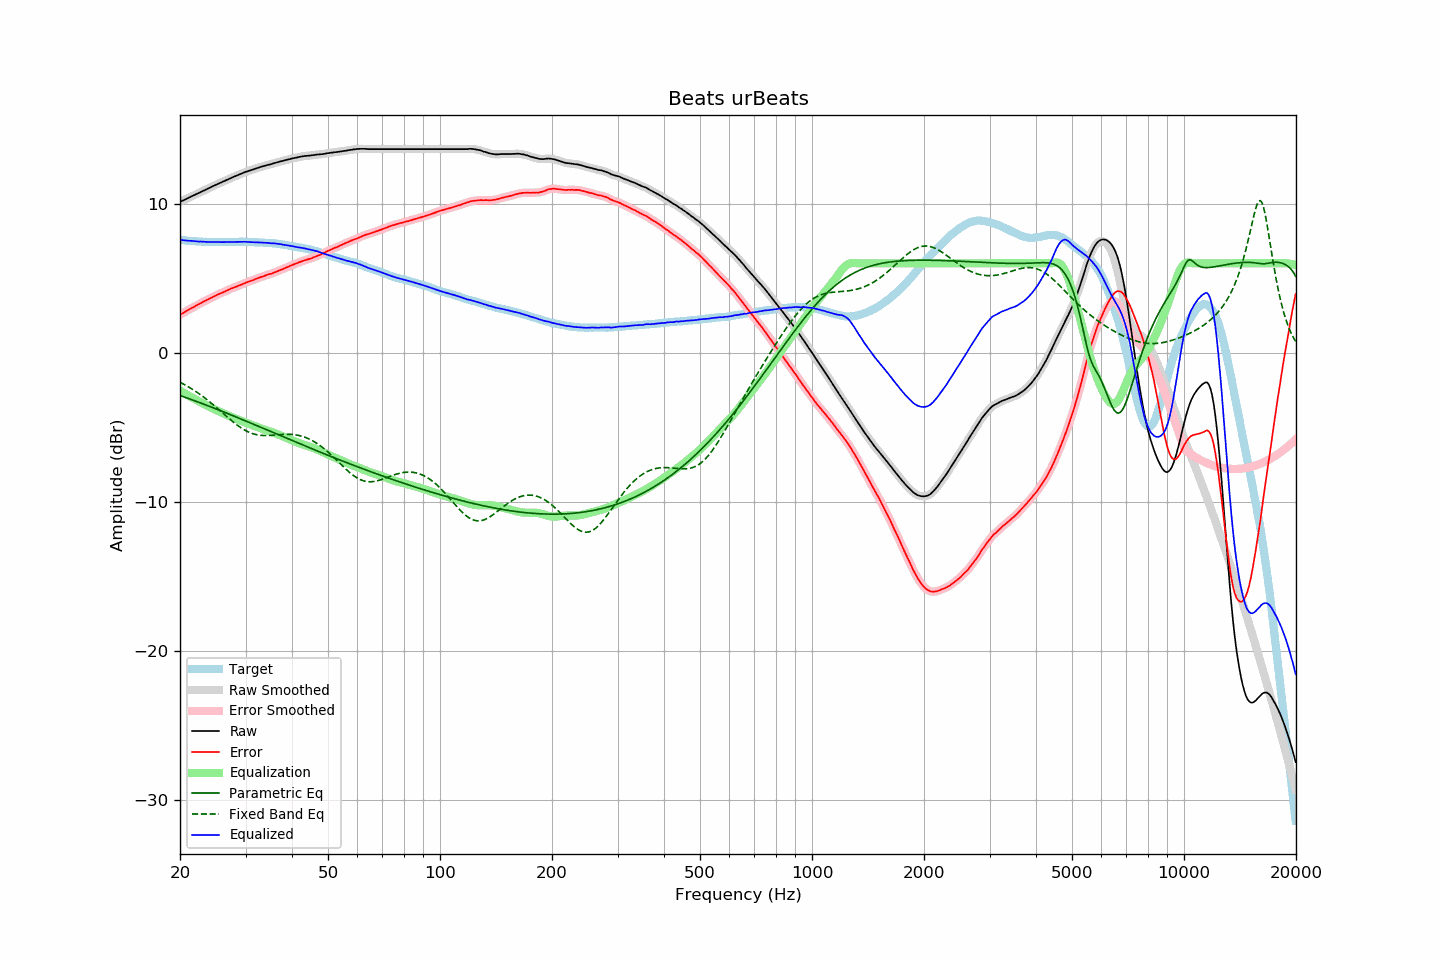 Beats urBeats
Amplitude (dBr)
10
0
−10
−20
−30
Target
Raw Smoothed
Error Smoothed
Raw
Error
Equalization
Parametric Eq
Fixed Band Eq
Equalized
20 50 100 200 500 1000 2000 5000 10000 20000
Frequency (Hz)